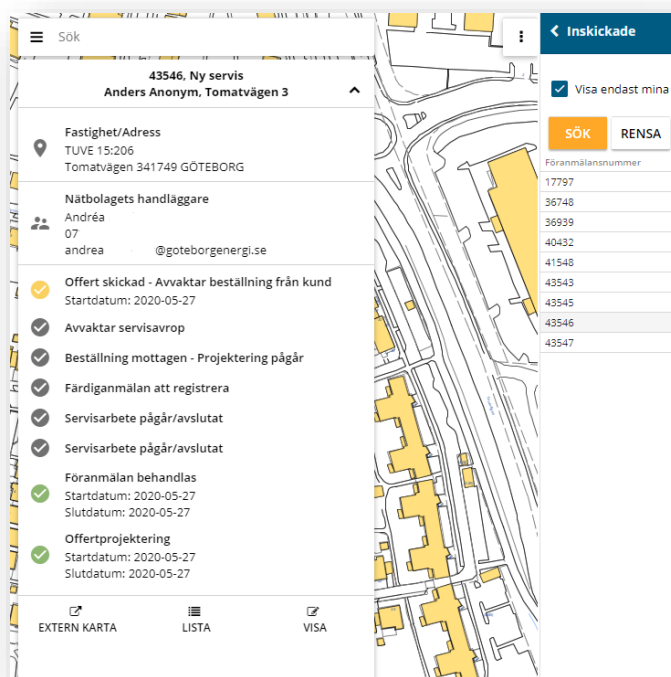 Sök
43546, Ny servis
Anders Anonym, Tomatvägen 3
Fastighet/Adress
TUVE 15:206
Tomatvägen 341749 GÖTEBORG
Nätbolagets handläggare
Andréa
07
andrea @goteborgenergi.se
Offert skickad - Avvaktar beställning från kund
Startdatum: 2020-05-27
Avvaktar servisavrop
Beställning mottagen - Projektering pågår
Färdiganmälan att registrera
Servisarbete pågår/avslutat
Servisarbete pågår/avslutat
Föranmälan behandlas
Startdatum: 2020-05-27
Slutdatum: 2020-05-27
Offertprojektering
Startdatum: 2020-05-27
Slutdatum: 2020-05-27
EXTERN KARTA
LISTA
VISA
Inskickade
Visa endast mina
SÖK
RENSA
Föranmälansnummer
17797
36748
36939
40432
41548
43543
43545
43546
43547